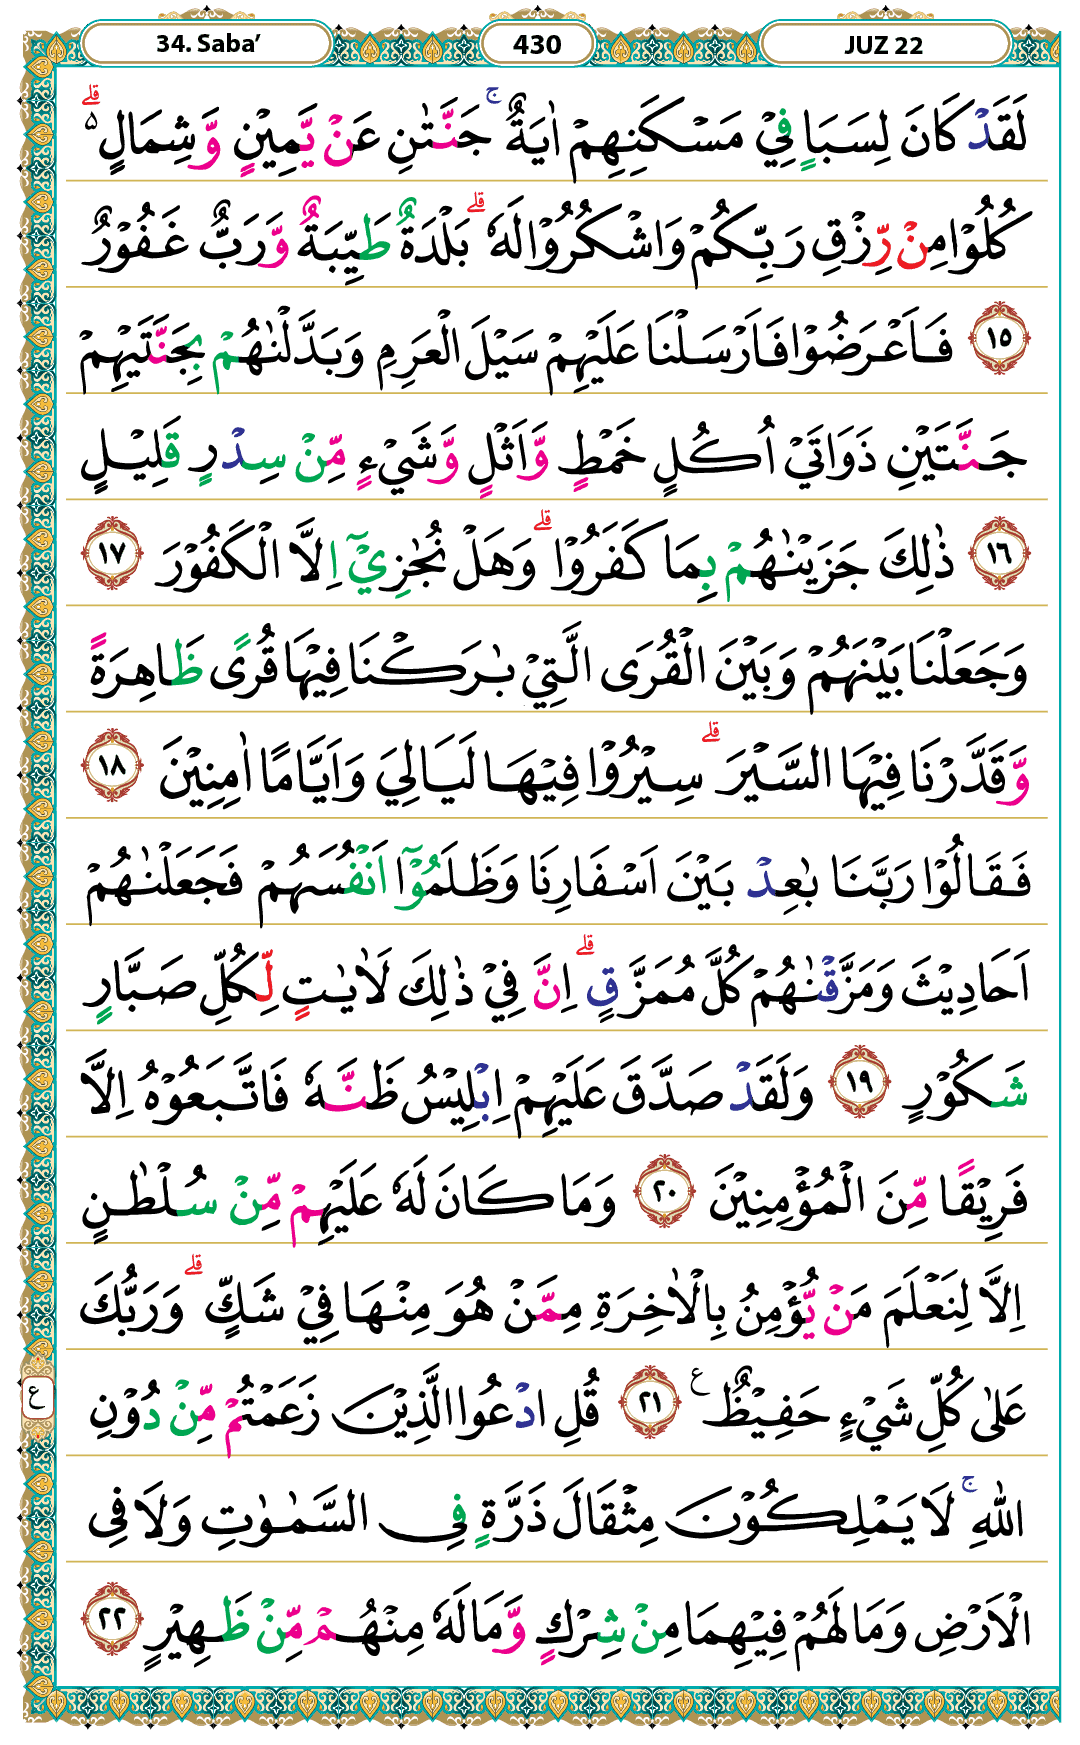 34. Saba’
430
JUZ 22
لَقَدْ كَانَ لِسَبَاٍ فِيْ مَسْكَنِهِمْ اٰيَةٌ ۚ جَنَّتٰنِ عَنْ يَّمِيْنٍ وَّشِمَالٍ ەۗ
كُلُوْا مِنْ رِّزْقِ رَبِّكُمْ وَاشْكُرُوْا لَهٗ ۗ بَلْدَةٌ طَيِّبَةٌ وَّرَبٌّ غَفُوْرٌ
١٥ فَاَعْرَضُوْا فَاَرْسَلْنَا عَلَيْهِمْ سَيْلَ الْعَرِمِ وَبَدَّلْنٰهُمْ بِجَنَّتَيْهِمْ
جَنَّتَيْنِ ذَوَاتَيْ اُكُلٍ خَمْطٍ وَّاَثْلٍ وَّشَيْءٍ مِّنْ سِدْرٍ قَلِيْلٍ
١٦ ذٰلِكَ جَزَيْنٰهُمْ بِمَا كَفَرُوْا ۗ وَهَلْ نُجٰزِيْٓ اِلَّا الْكَفُوْرَ ١٧
وَجَعَلْنَا بَيْنَهُمْ وَبَيْنَ الْقُرَى الَّتِيْ بٰرَكْنَا فِيْهَا قُرًى ظَاهِرَةً
وَّقَدَّرْنَا فِيْهَا السَّيْرَ ۗ سِيْرُوْا فِيْهَا لَيَالِيَ وَاَيَّامًا اٰمِنِيْنَ ١٨
فَقَالُوْا رَبَّنَا بٰعِدْ بَيْنَ اَسْفَارِنَا وَظَلَمُوْٓا اَنْفُسَهُمْ فَجَعَلْنٰهُمْ
اَحَادِيْثَ وَمَزَّقْنٰهُمْ كُلَّ مُمَزَّقٍ ۗ اِنَّ فِيْ ذٰلِكَ لَاٰيٰتٍ لِّكُلِّ صَبَّارٍ
شَكُوْرٍ ١٩ وَلَقَدْ صَدَّقَ عَلَيْهِمْ اِبْلِيْسُ ظَنَّهٗ فَاتَّبَعُوْهُ اِلَّا
فَرِيْقًا مِّنَ الْمُؤْمِنِيْنَ ٢٠ وَمَا كَانَ لَهٗ عَلَيْهِمْ مِّنْ سُلْطٰنٍ
اِلَّا لِنَعْلَمَ مَنْ يُّؤْمِنُ بِالْاٰخِرَةِ مِمَّنْ هُوَ مِنْهَا فِيْ شَكٍّ ۗ وَرَبُّكَ
عَلٰى كُلِّ شَيْءٍ حَفِيْظٌ ع ٢١ قُلِ ادْعُوا الَّذِيْنَ زَعَمْتُمْ مِّنْ دُوْنِ
ع
اللّٰهِ ۚ لَا يَمْلِكُوْنَ مِثْقَالَ ذَرَّةٍ فِى السَّمٰوٰتِ وَلَا فِى
الْاَرْضِ وَمَا لَهُمْ فِيْهِمَا مِنْ شِرْكٍ وَّمَا لَهٗ مِنْهُمْ مِّنْ ظَهِيْرٍ ٢٢